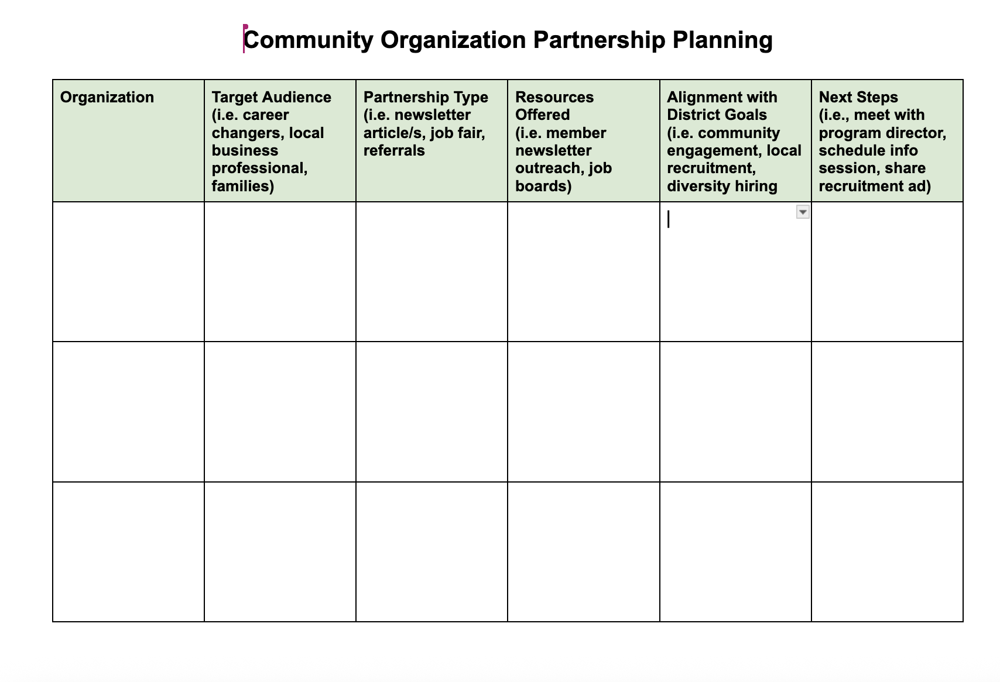 Community Organization Partnership Planning
Organization
Target Audience
(i.e. career
changers, local
business
professional,
families)
Partnership Type
(i.e. newsletter
article/s, job fair,
referrals
Resources
Offered
(i.e. member
newsletter
outreach, job
boards)
Alignment with
District Goals
(i.e. community
engagement, local
recruitment,
diversity hiring
Next Steps
(i.e., meet with
program director,
schedule info
session, share
recruitment ad)